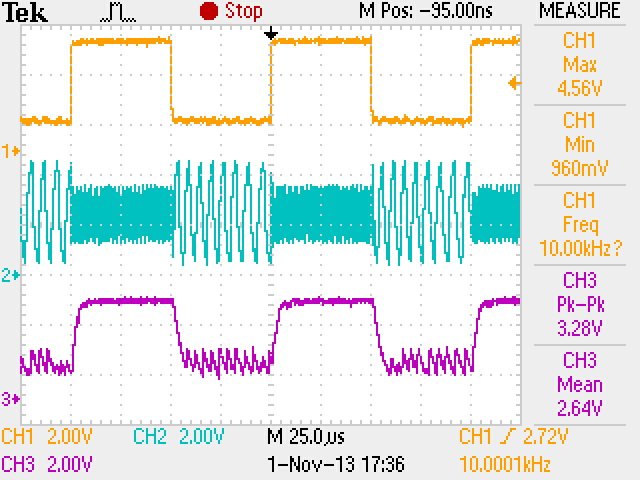 Tek Stop M Pos: -95.00ns MEASURE
CH1
Max
4.56V
CH1
Min
960mV
CH1
Freq
10.00kHz?
CH3
Pk-Pk
3.28V
CH3
Mean
2.64V
1
2
3
CH1 2.00V CH2 2.00V M 25.0µs CH1 / 2.72V
CH3 2.00V 1-Nov-13 17:36 10.0001kHz